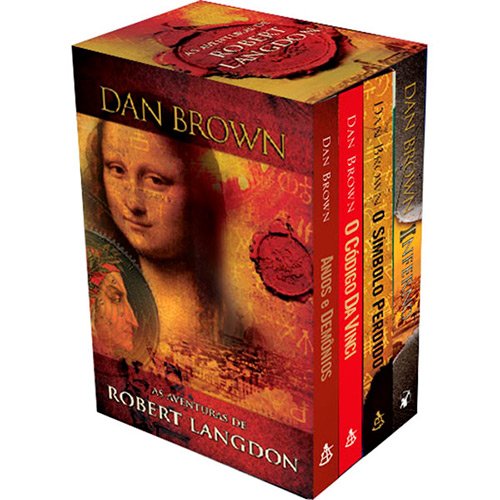 AS AVENTURAS DE
ROBERT
LANGDON
DAN BROWN
AS AVENTURAS DE
ROBERT LANGDON
DAN BROWN
ANJOS e DEMÔNIOS
DAN BROWN
O CÓDIGO DA VINCI
DAN BROWN
O SÍMBOLO PERDIDO
DAN BROWN
INFERNO